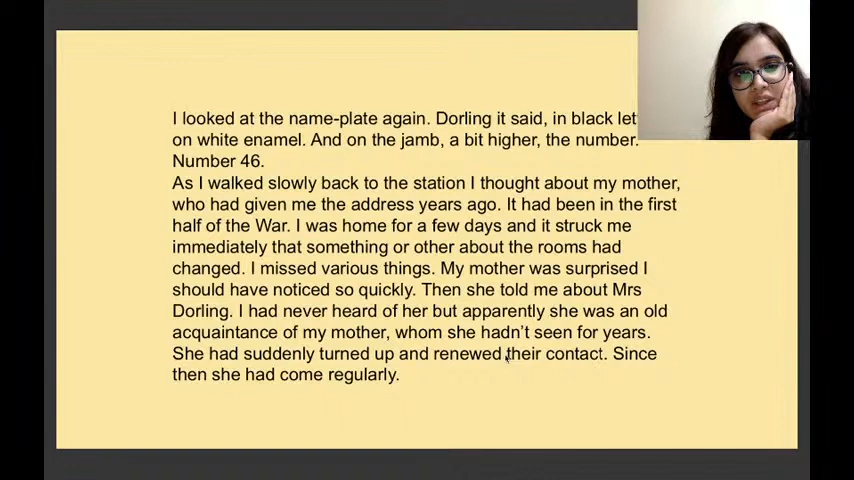 I looked at the name-plate again. Dorling it said, in black let
on white enamel. And on the jamb, a bit higher, the number.
Number 46.
As I walked slowly back to the station I thought about my mother,
who had given me the address years ago. It had been in the first
half of the War. I was home for a few days and it struck me
immediately that something or other about the rooms had
changed. I missed various things. My mother was surprised I
should have noticed so quickly. Then she told me about Mrs
Dorling. I had never heard of her but apparently she was an old
acquaintance of my mother, whom she hadn’t seen for years.
She had suddenly turned up and renewed their contact. Since
then she had come regularly.